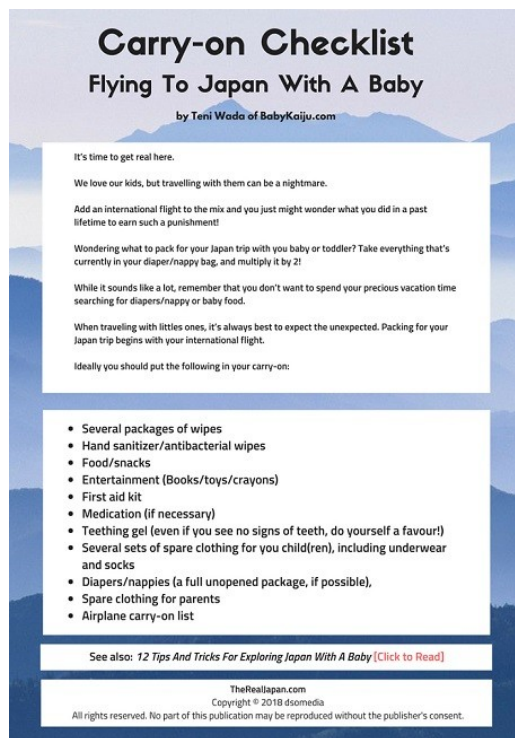 Carry-on Checklist
Flying To Japan With A Baby
by Teni Wada of BabyKaiju.com
It's time to get real here.
We love our kids, but travelling with them can be a nightmare.
Add an international flight to the mix and you just might wonder what you did in a past
lifetime to earn such a punishment!
Wondering what to pack for your Japan trip with you baby or toddler? Take everything that's
currently in your diaper/nappy bag, and multiply it by 2!
While it sounds like a lot, remember that you don't want to spend your precious vacation time
searching for diapers/nappy or baby food.
When traveling with littles ones, it's always best to expect the unexpected. Packing for your
Japan trip begins with your international flight.
Ideally you should put the following in your carry-on:
• Several packages of wipes
• Hand sanitizer/antibacterial wipes
• Food/snacks
• Entertainment (Books/toys/crayons)
• First aid kit
• Medication (if necessary)
• Teething gel (even if you see no signs of teeth, do yourself a favour!)
• Several sets of spare clothing for you child(ren), including underwear
and socks
• Diapers/nappies (a full unopened package, if possible),
• Spare clothing for parents
• Airplane carry-on list
See also: 12 Tips And Tricks For Exploring Japan With A Baby [Click to Read]
TheRealJapan.com
Copyright © 2018 dsomedia
All rights reserved. No part of this publication may be reproduced without the publisher's consent.